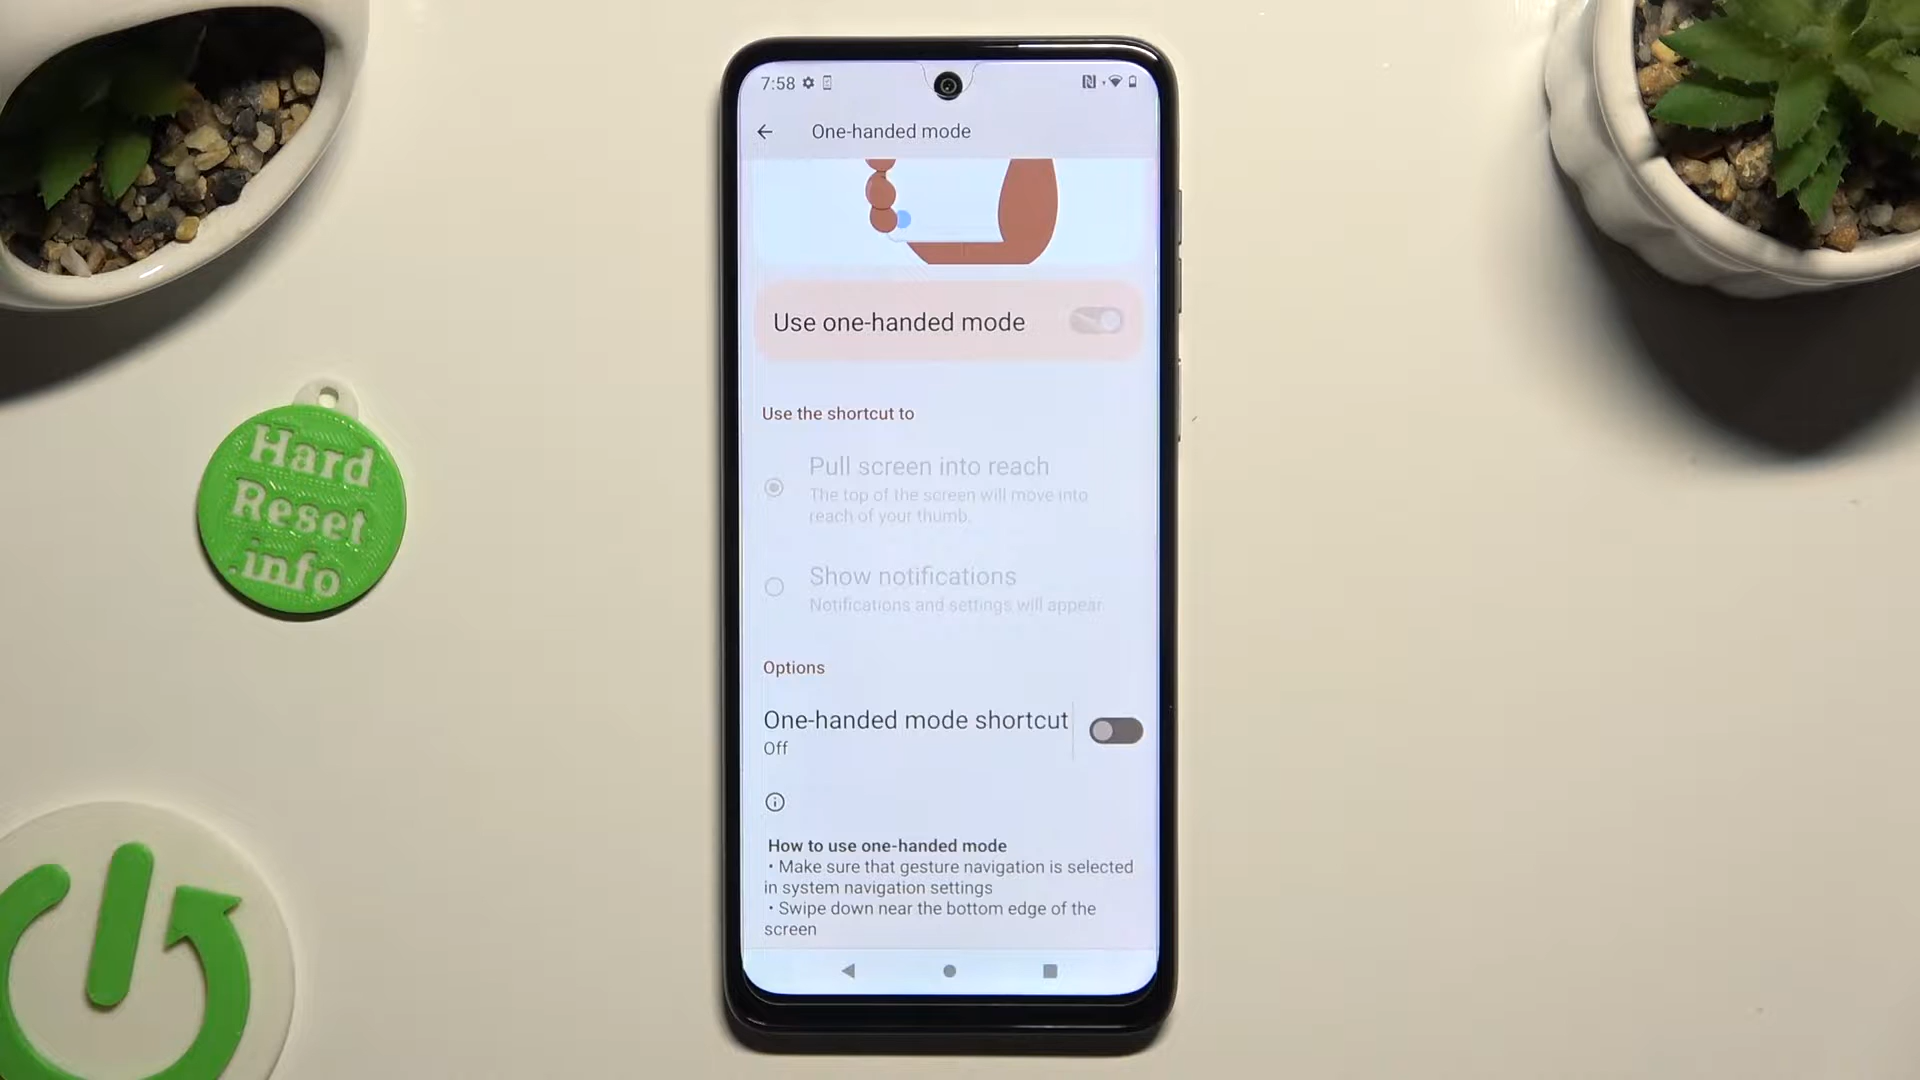 7:58
One-handed mode
Use one-handed mode
Use the shortcut to
Pull screen into reach
The top of the screen will move into
reach of your thumb.
Show notifications
Notifications and settings will appear
Options
One-handed mode shortcut
Off
How to use one-handed mode
• Make sure that gesture navigation is selected
in system navigation settings
• Swipe down near the bottom edge of the
screen
Hard
Reset
.info